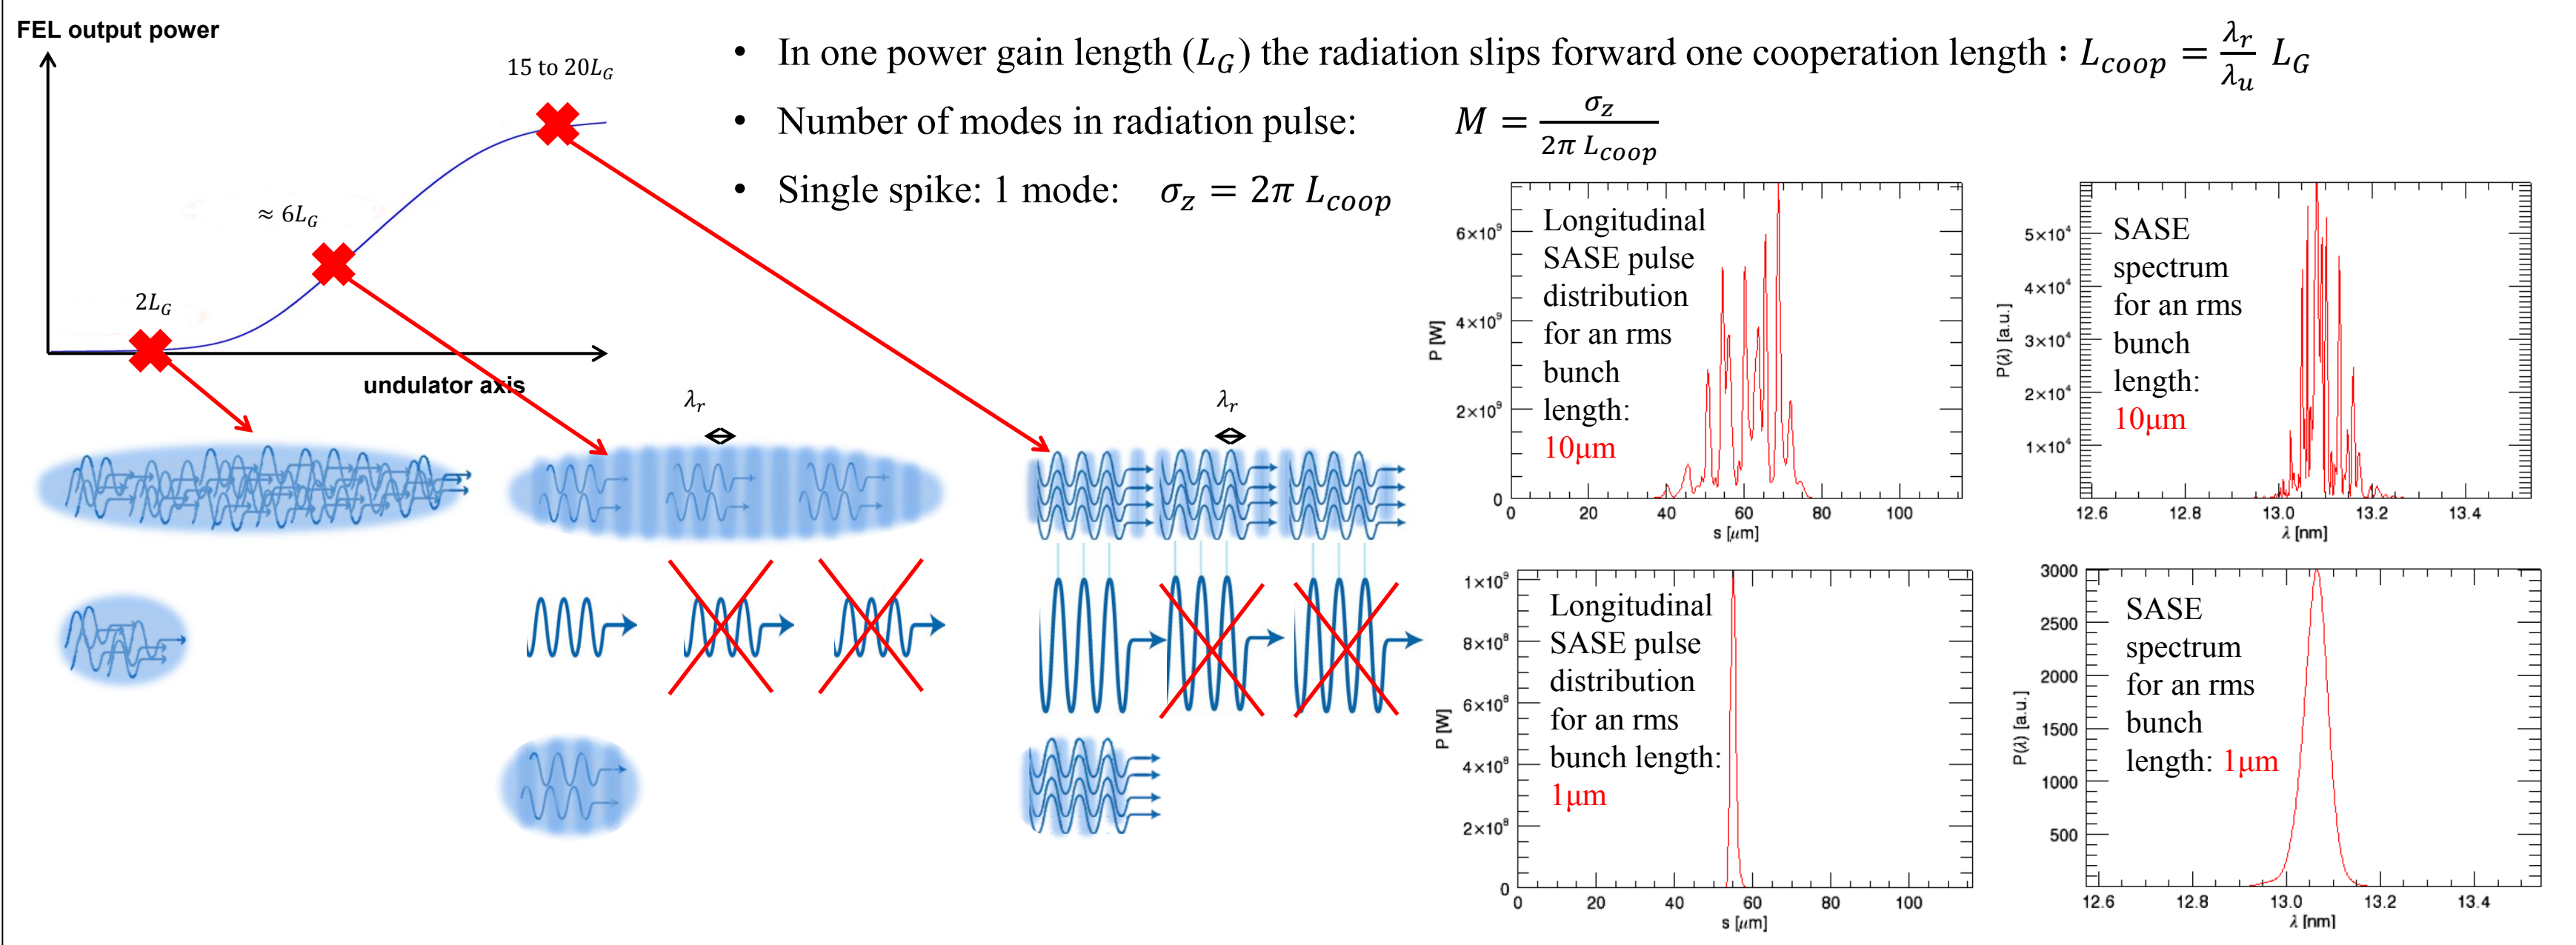 FEL output power
15 to 20L_G
≈ 6L_G
2L_G
undulator axis
• In one power gain length (L_G) the radiation slips forward one cooperation length : L_coop = λ_r/λ_u L_G
• Number of modes in radiation pulse: M = σ_z/2π L_coop
• Single spike: 1 mode: σ_z = 2π L_coop
λ_r
λ_r
Longitudinal
SASE pulse
distribution
for an rms
bunch
length:
10μm
P [W]
6×10⁹
4×10⁹
2×10⁹
0
0 20 40 60 80 100
s [μm]
SASE
spectrum
for an rms
bunch
length:
10μm
P(λ) [a.u.]
5×10⁴
4×10⁴
3×10⁴
2×10⁴
1×10⁴
12.6 12.8 13.0 13.2 13.4
λ [nm]
Longitudinal
SASE pulse
distribution
for an rms
bunch length:
1μm
P [W]
1×10⁹
8×10⁸
6×10⁸
4×10⁸
2×10⁸
0
0 20 40 60 80 100
s [μm]
SASE
spectrum
for an rms
bunch
length: 1μm
P(λ) [a.u.]
3000
2500
2000
1500
1000
500
12.6 12.8 13.0 13.2 13.4
λ [nm]